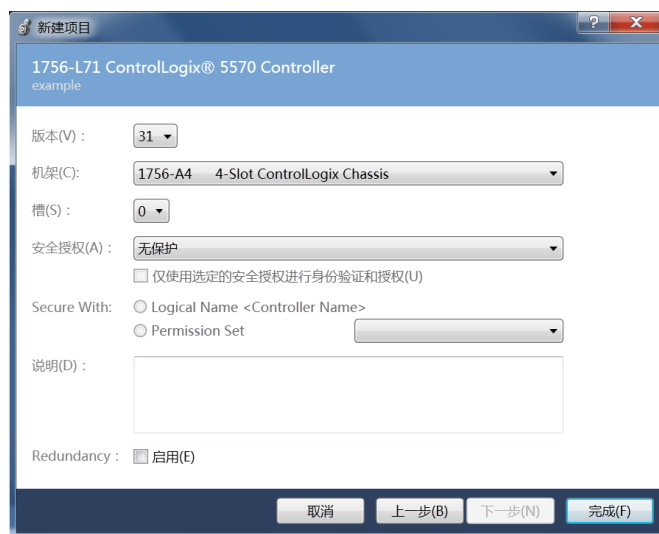 新建项目
1756-L71 ControlLogix® 5570 Controller
example
版本(V)： 31
机架(C): 1756-A4 4-Slot ControlLogix Chassis
槽(S)： 0
安全授权(A)： 无保护
仅使用选定的安全授权进行身份验证和授权(U)
Secure With: Logical Name <Controller Name>
Permission Set
说明(D)：
Redundancy： 启用(E)
取消 上一步(B) 下一步(N) 完成(F)